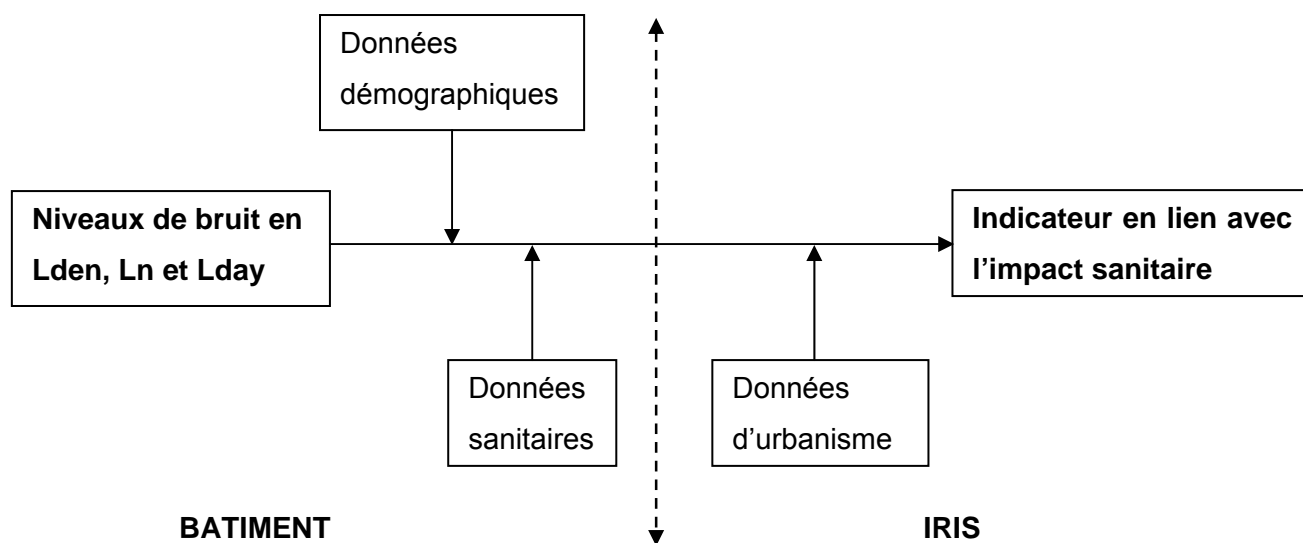 Données
démographiques
Niveaux de bruit en
Lden, Ln et Lday
Indicateur en lien avec
l’impact sanitaire
Données
sanitaires
Données
d’urbanisme
BATIMENT
IRIS